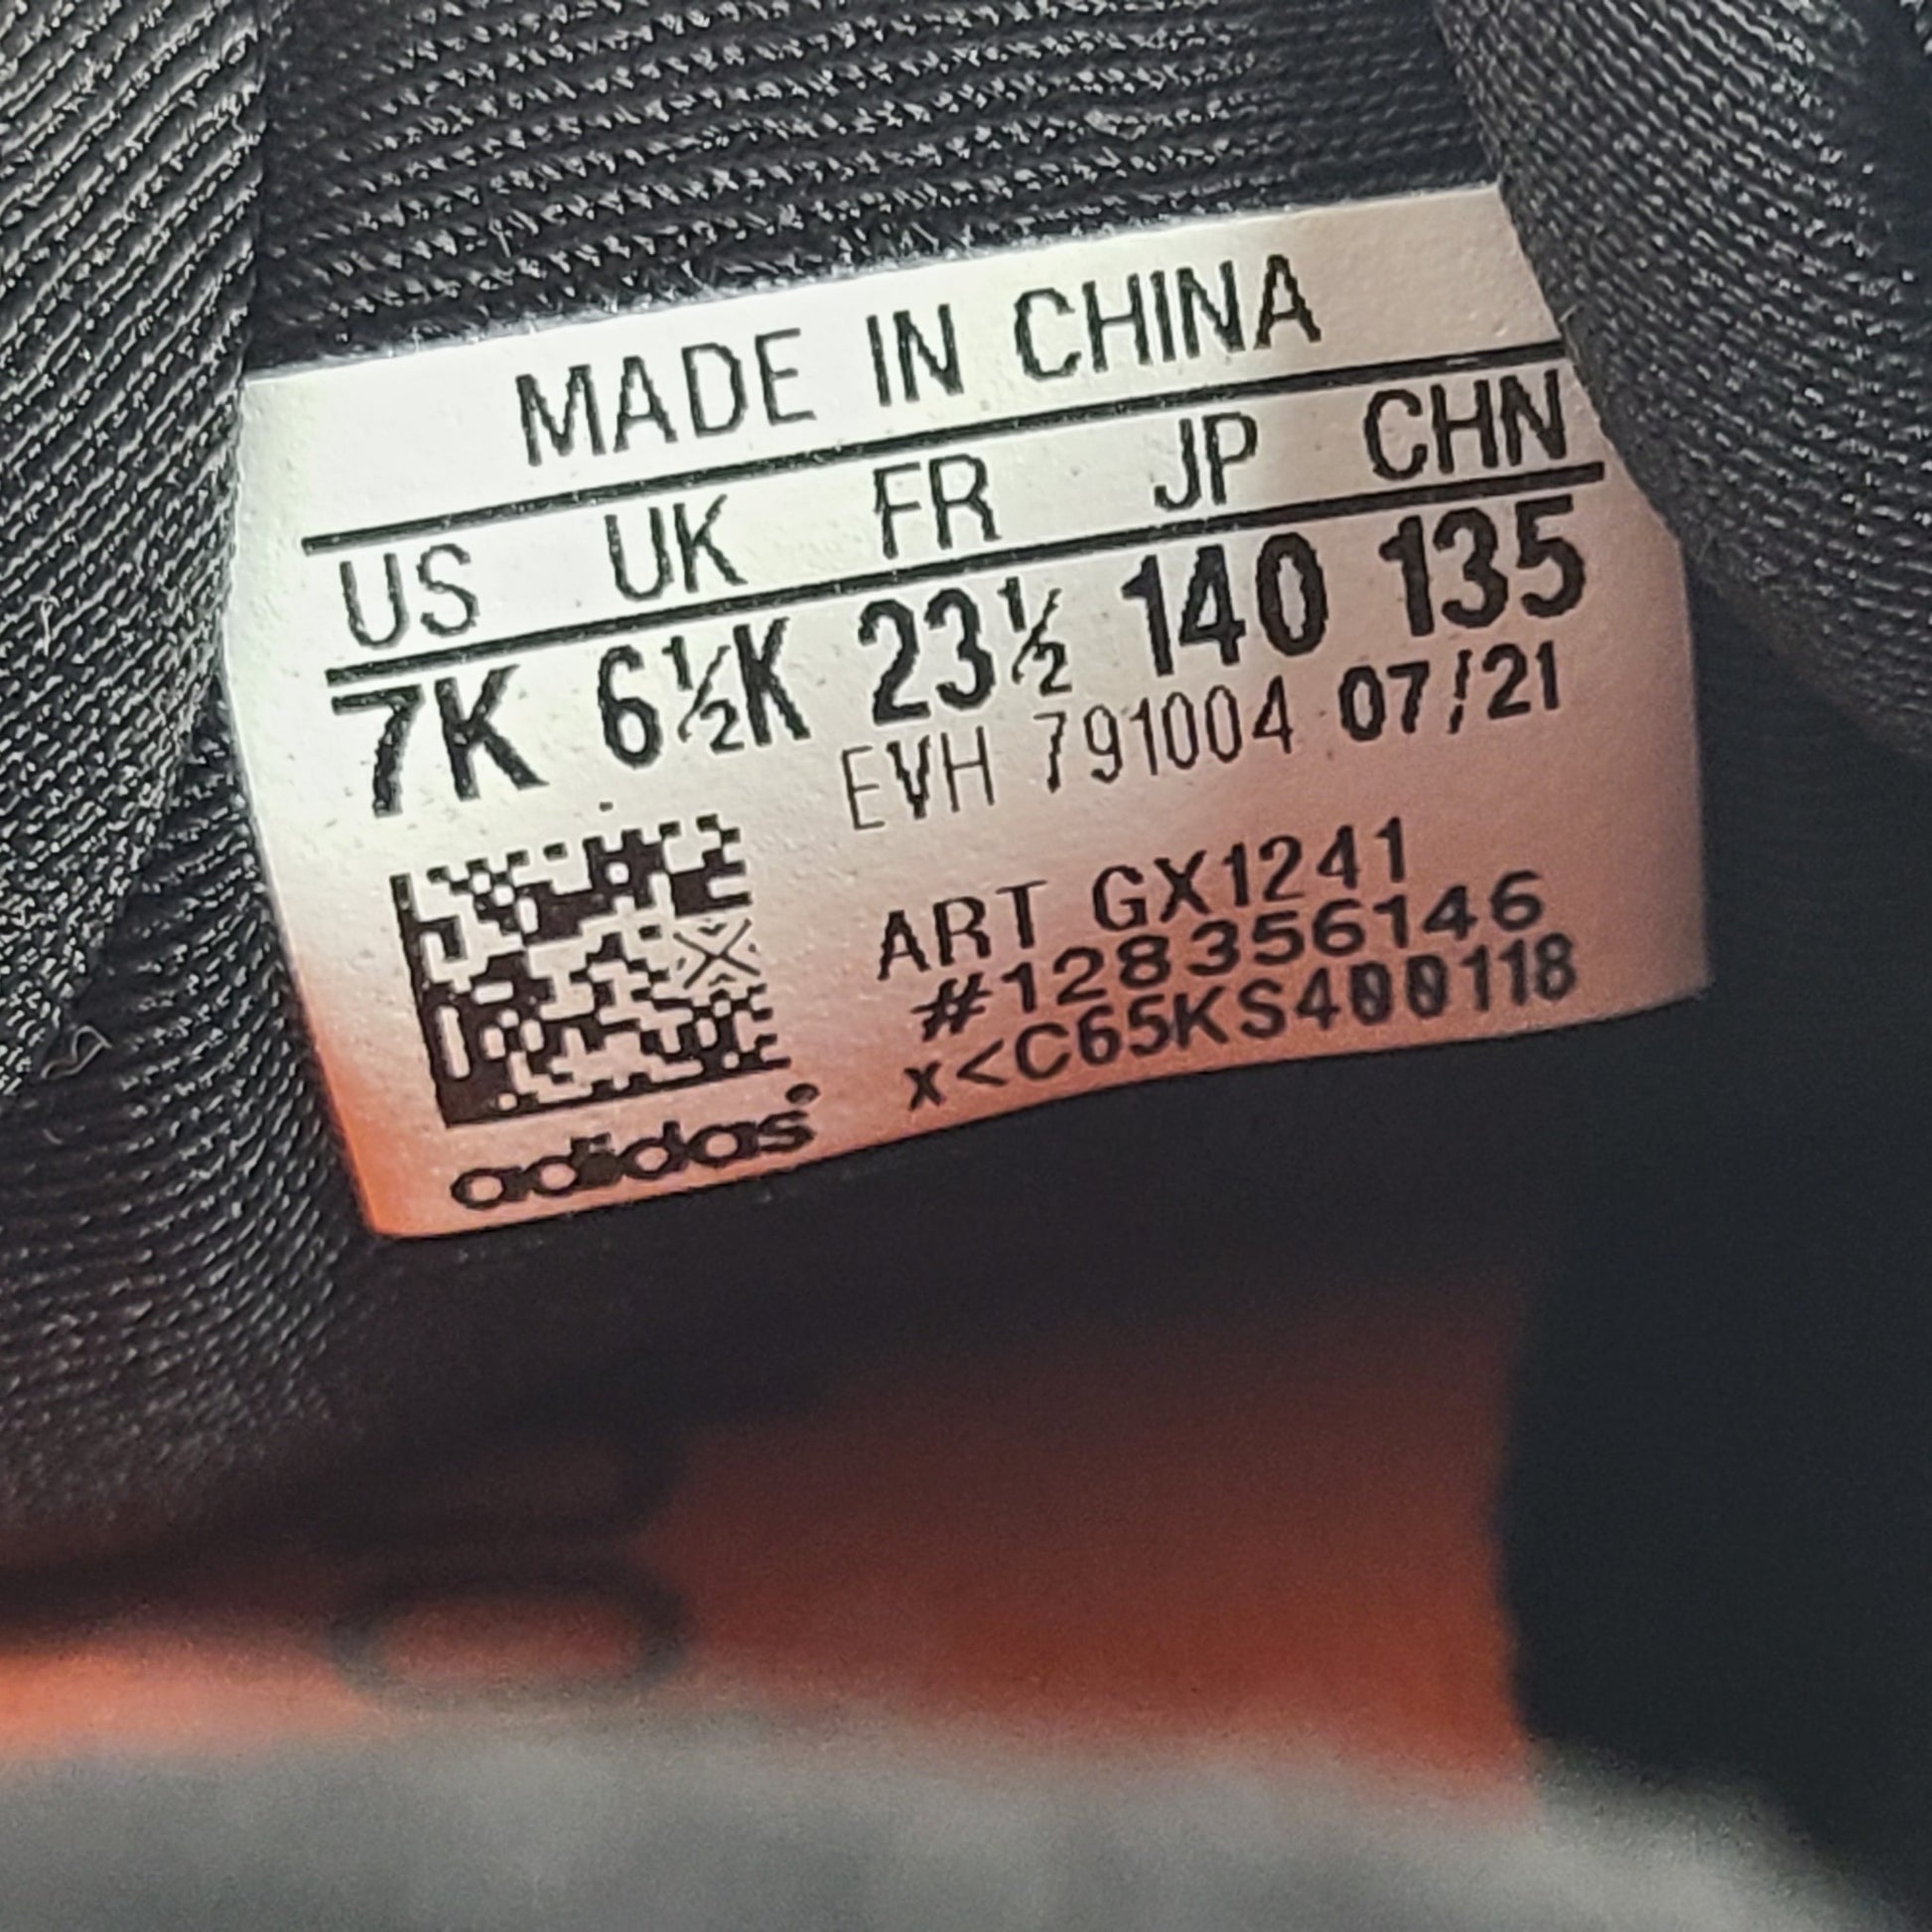 MADE IN CHINA
US UK FR JP CHN
7K 6½K 23½ 140 135
EVH 791004 07/21
ART GX1241
#128356146
x<C65KS400118
adidas